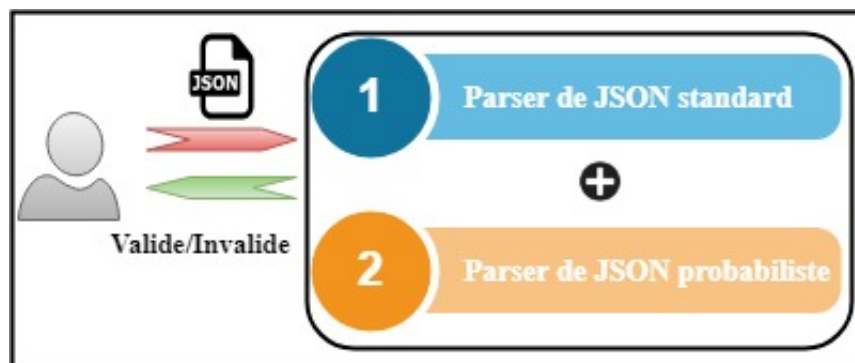 JSON
1
Parser de JSON standard
Valide/Invalide
2
Parser de JSON probabiliste